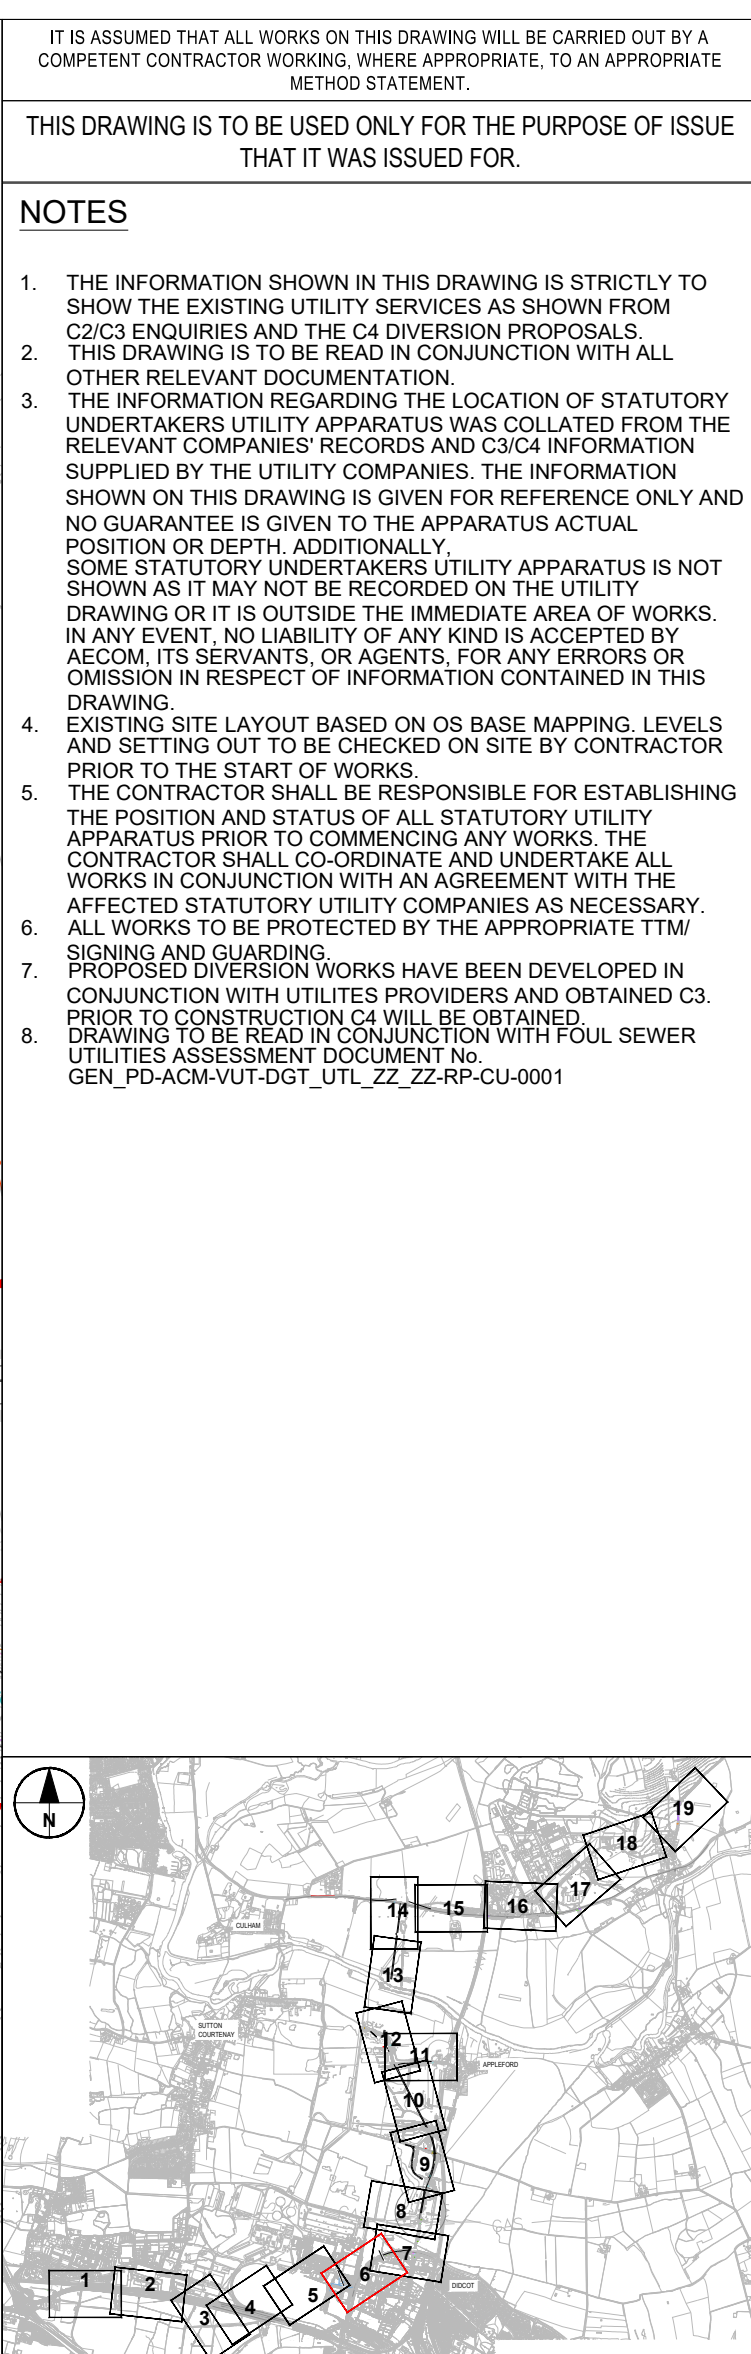 IT IS ASSUMED THAT ALL WORKS ON THIS DRAWING WILL BE CARRIED OUT BY A
COMPETENT CONTRACTOR WORKING, WHERE APPROPRIATE, TO AN APPROPRIATE
METHOD STATEMENT.
THIS DRAWING IS TO BE USED ONLY FOR THE PURPOSE OF ISSUE
THAT IT WAS ISSUED FOR.
NOTES
1. THE INFORMATION SHOWN IN THIS DRAWING IS STRICTLY TO
SHOW THE EXISTING UTILITY SERVICES AS SHOWN FROM
C2/C3 ENQUIRIES AND THE C4 DIVERSION PROPOSALS.
2. THIS DRAWING IS TO BE READ IN CONJUNCTION WITH ALL
OTHER RELEVANT DOCUMENTATION.
3. THE INFORMATION REGARDING THE LOCATION OF STATUTORY
UNDERTAKERS UTILITY APPARATUS WAS COLLATED FROM THE
RELEVANT COMPANIES' RECORDS AND C3/C4 INFORMATION
SUPPLIED BY THE UTILITY COMPANIES. THE INFORMATION
SHOWN ON THIS DRAWING IS GIVEN FOR REFERENCE ONLY AND
NO GUARANTEE IS GIVEN TO THE APPARATUS ACTUAL
POSITION OR DEPTH. ADDITIONALLY,
SOME STATUTORY UNDERTAKERS UTILITY APPARATUS IS NOT
SHOWN AS IT MAY NOT BE RECORDED ON THE UTILITY
DRAWING OR IT IS OUTSIDE THE IMMEDIATE AREA OF WORKS.
IN ANY EVENT, NO LIABILITY OF ANY KIND IS ACCEPTED BY
AECOM, ITS SERVANTS, OR AGENTS, FOR ANY ERRORS OR
OMISSION IN RESPECT OF INFORMATION CONTAINED IN THIS
DRAWING.
4. EXISTING SITE LAYOUT BASED ON OS BASE MAPPING. LEVELS
AND SETTING OUT TO BE CHECKED ON SITE BY CONTRACTOR
PRIOR TO THE START OF WORKS.
5. THE CONTRACTOR SHALL BE RESPONSIBLE FOR ESTABLISHING
THE POSITION AND STATUS OF ALL STATUTORY UTILITY
APPARATUS PRIOR TO COMMENCING ANY WORKS. THE
CONTRACTOR SHALL CO-ORDINATE AND UNDERTAKE ALL
WORKS IN CONJUNCTION WITH AN AGREEMENT WITH THE
AFFECTED STATUTORY UTILITY COMPANIES AS NECESSARY.
6. ALL WORKS TO BE PROTECTED BY THE APPROPRIATE TTM/
SIGNING AND GUARDING.
7. PROPOSED DIVERSION WORKS HAVE BEEN DEVELOPED IN
CONJUNCTION WITH UTILITES PROVIDERS AND OBTAINED C3.
PRIOR TO CONSTRUCTION C4 WILL BE OBTAINED.
8. DRAWING TO BE READ IN CONJUNCTION WITH FOUL SEWER
UTILITIES ASSESSMENT DOCUMENT No.
GEN_PD-ACM-VUT-DGT_UTL_ZZ_ZZ-RP-CU-0001
N
19
18
17
16
15
14
CULHAM
13
SUTTON
COURTENAY
12
11
APPLEFORD
10
9
8
7
6
DIDCOT
5
4
3
2
1